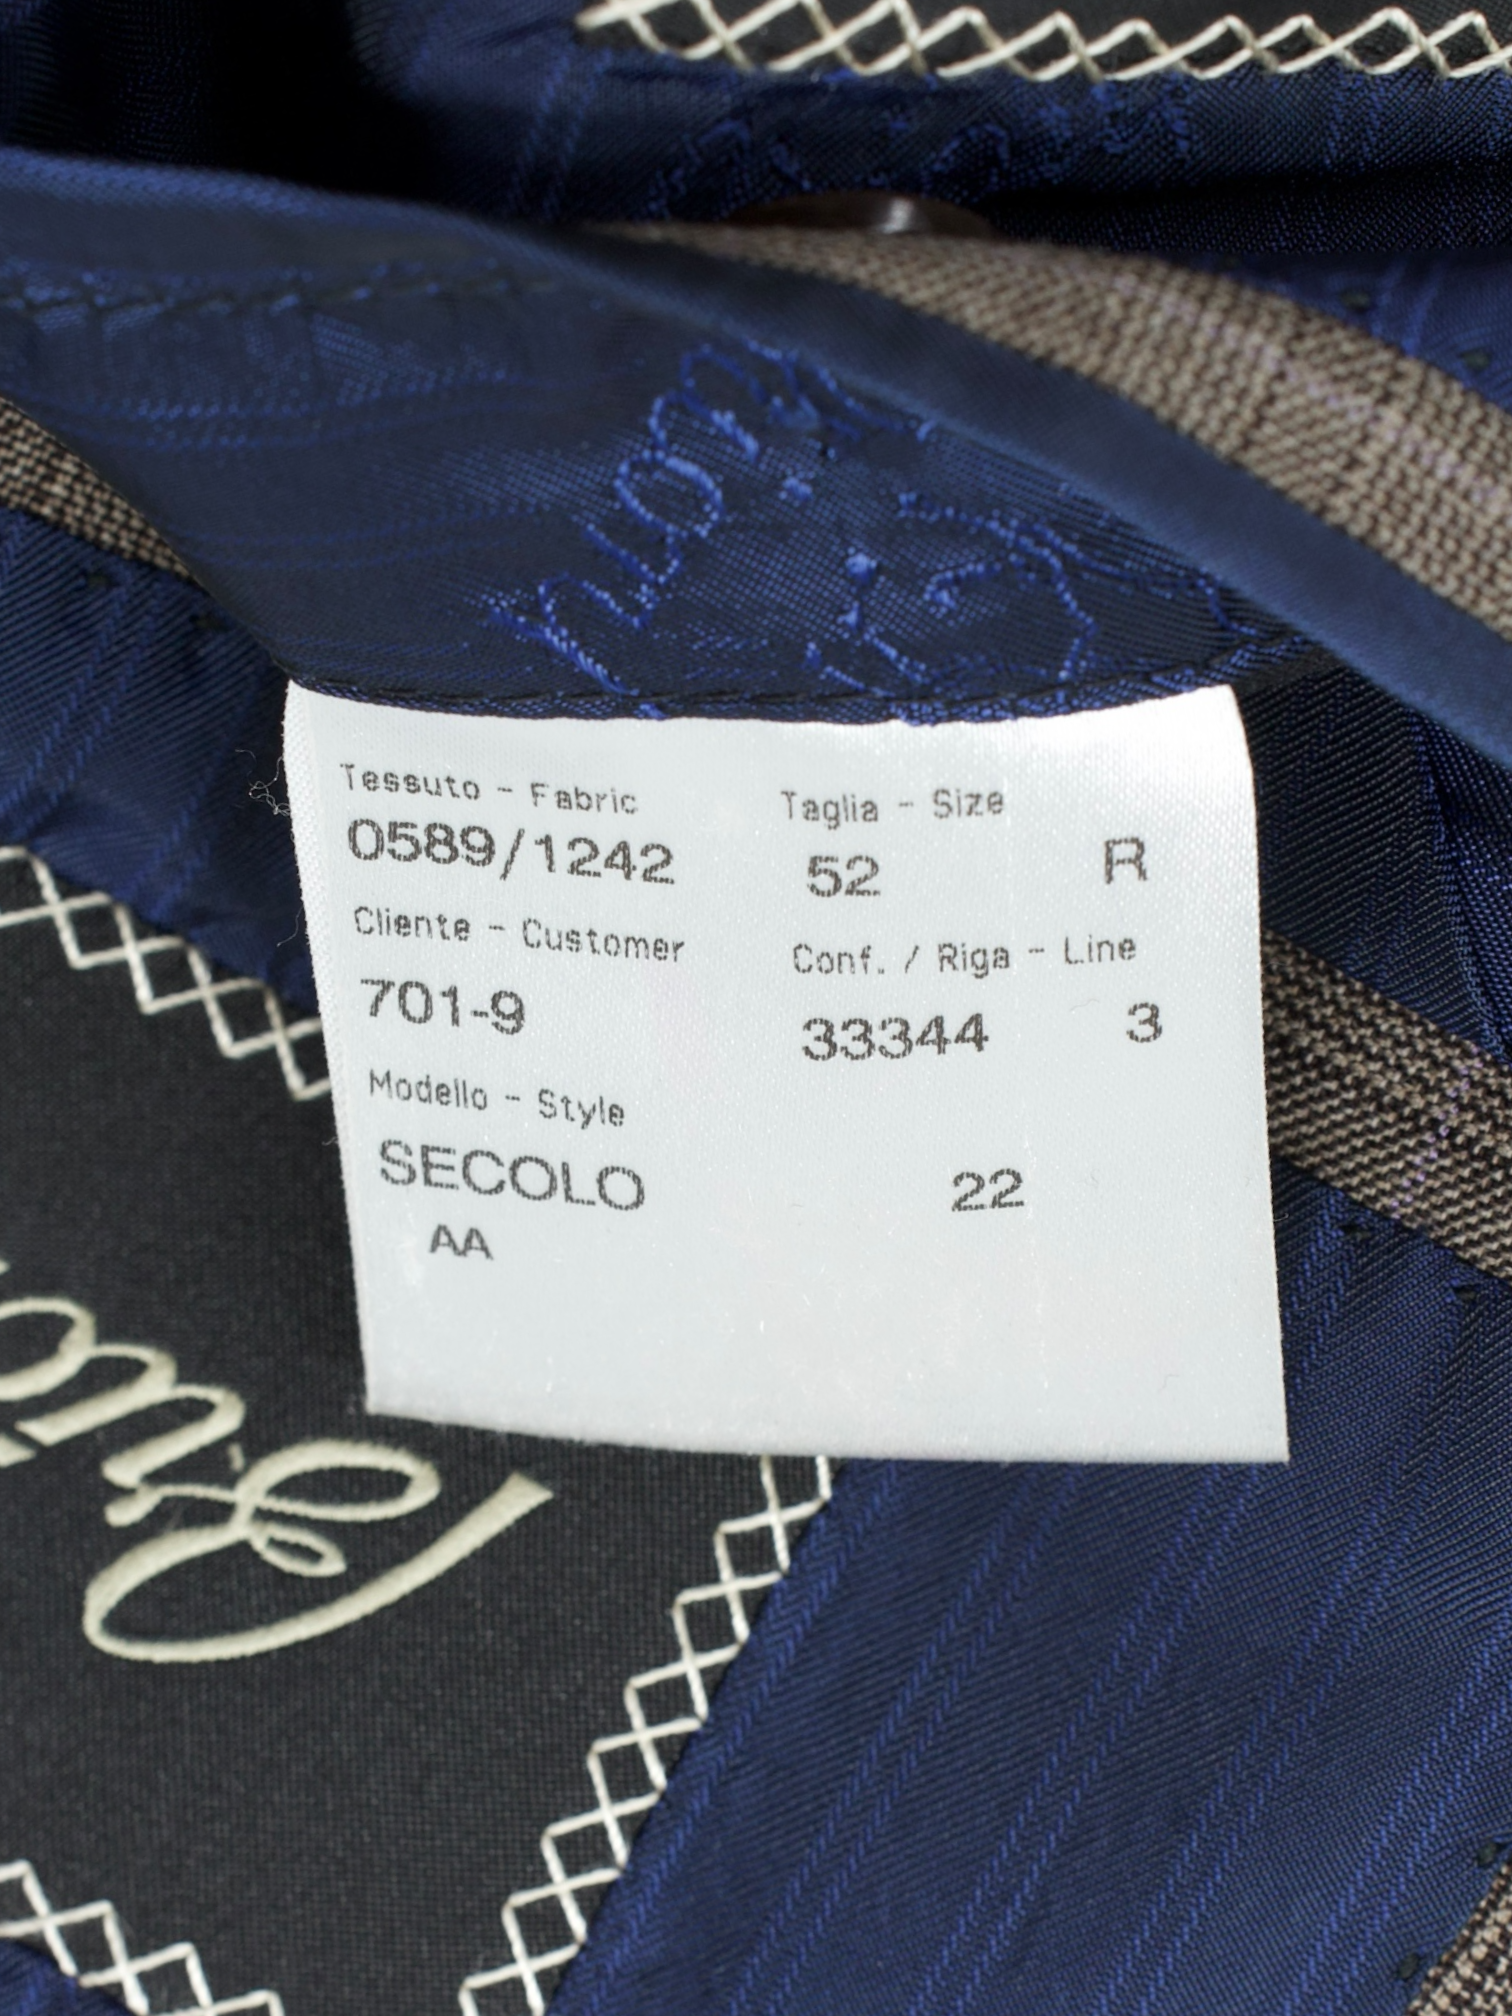 Tessuto - Fabric
0589/1242
Taglia - Size
52 R
Cliente - Customer
701-9
Conf. / Riga - Line
33344 3
Modello - Style
SECOLO 22
AA